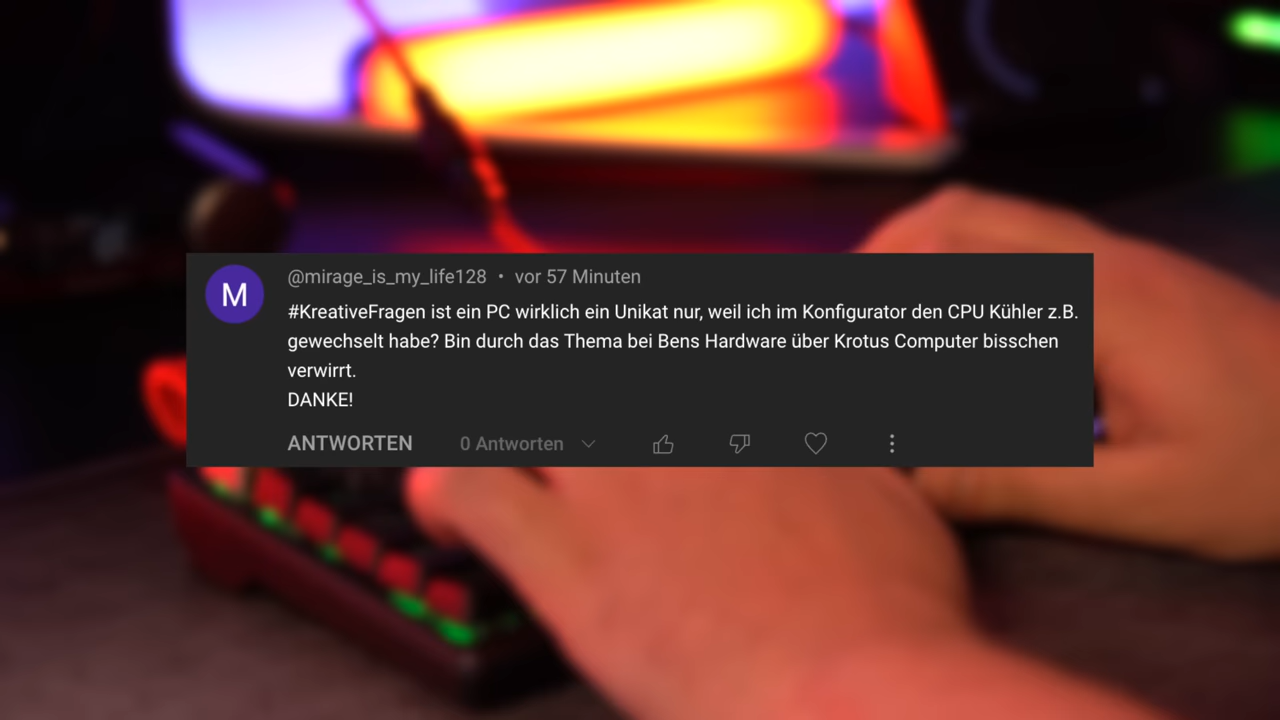 M
@mirage_is_my_life128 • vor 57 Minuten
#KreativeFragen ist ein PC wirklich ein Unikat nur, weil ich im Konfigurator den CPU Kühler z.B.
gewechselt habe? Bin durch das Thema bei Bens Hardware über Krotus Computer bisschen
verwirrt.
DANKE!
ANTWORTEN 0 Antworten